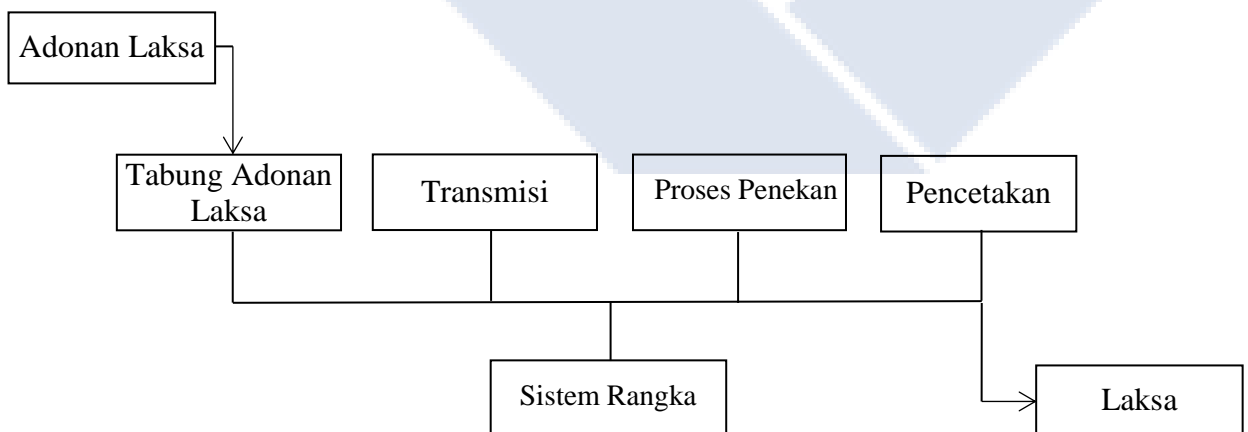 Adonan Laksa
Tabung Adonan
Laksa
Transmisi
Proses Penekan
Pencetakan
Sistem Rangka
Laksa